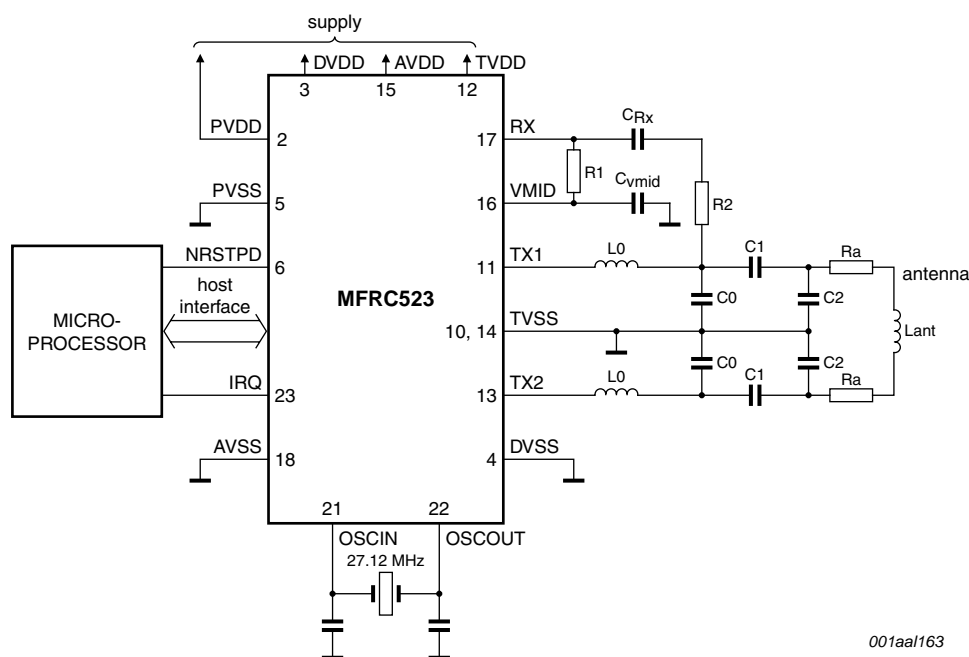 supply
DVDD AVDD TVDD
3 15 12
PVDD 2 17 RX CRx
R1
PVSS 5 16 VMID Cvmid R2
NRSTPD 6 11 TX1 L0 C1 Ra antenna
host
interface
MICRO-
PROCESSOR
MFRC523
C0 C2
10, 14 TVSS Lant
C0 C2
IRQ 23 13 TX2 L0 C1 Ra
AVSS 18 4 DVSS
21 22
OSCIN OSCOUT
27.12 MHz
001aal163